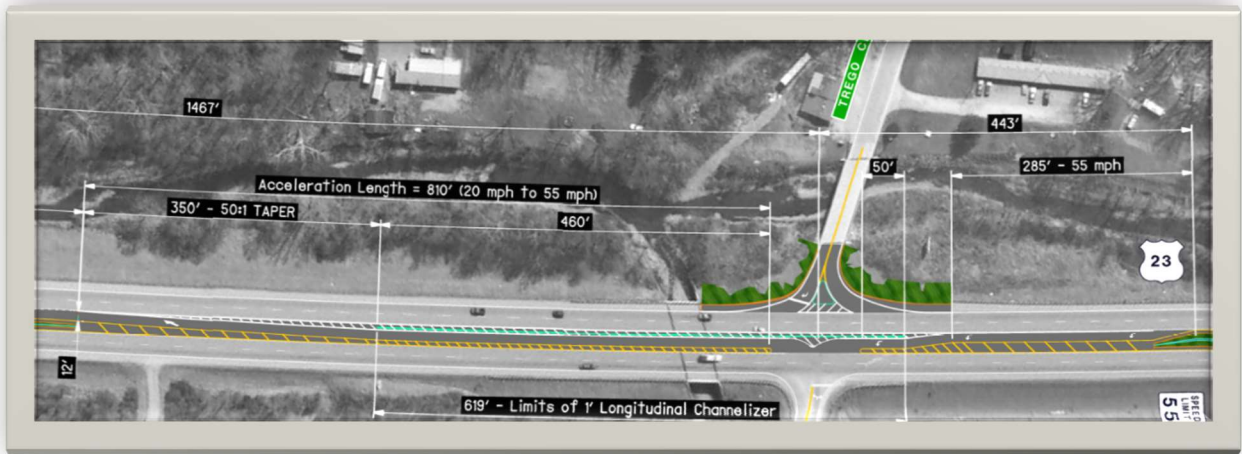 1467'
TREGO C
443'
50'
285' - 55 mph
Acceleration Length = 810' (20 mph to 55 mph)
350' - 50:1 TAPER
460'
23
12'
619' - Limits of 1' Longitudinal Channelizer
SPEED
LIMIT
55